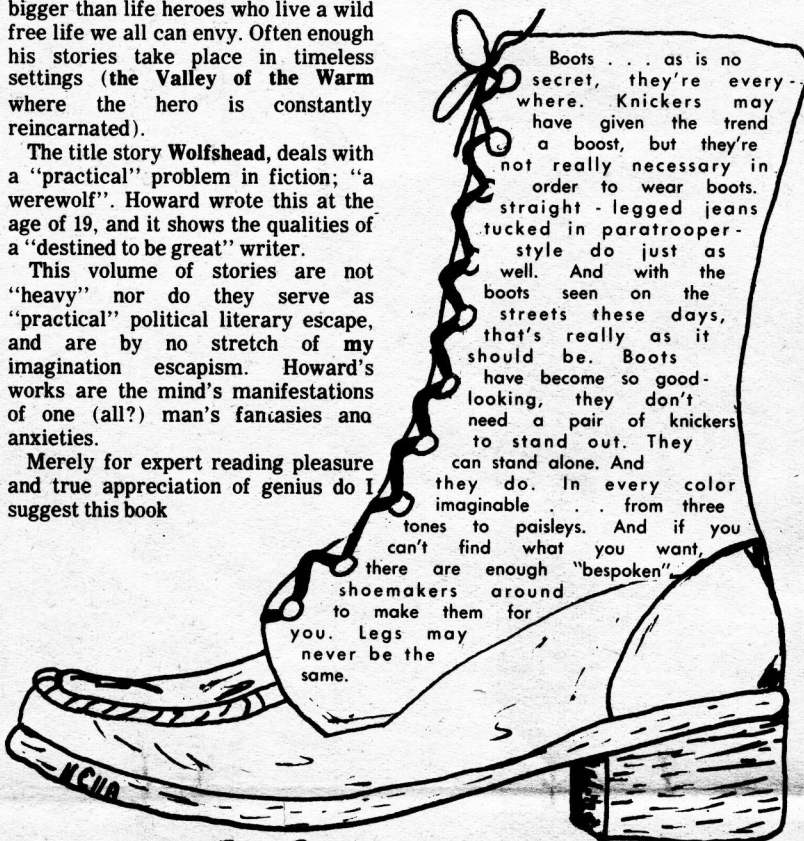 bigger than life heroes who live a wild
free life we all can envy. Often enough
his stories take place in timeless
settings (the Valley of the Warm
where the hero is constantly
reincarnated).
The title story Wolfshead, deals with
a "practical" problem in fiction; "a
werewolf". Howard wrote this at the
age of 19, and it shows the qualities of
a "destined to be great" writer.
This volume of stories are not
"heavy" nor do they serve as
"practical" political literary escape,
and are by no stretch of my
imagination escapism. Howard's
works are the mind's manifestations
of one (all?) man's fantasies and
anxieties.
Merely for expert reading pleasure
and true appreciation of genius do I
suggest this book
Boots . . . as is no
secret, they're every-
where. Knickers may
have given the trend
a boost, but they're
not really necessary in
order to wear boots.
straight - legged jeans
tucked in paratrooper-
style do just as
well. And with the
boots seen on the
streets these days,
that's really as it
should be. Boots
have become so good-
looking, they don't
need a pair of knickers
to stand out. They
can stand alone. And
they do. In every color
imaginable . . . from three
tones to paisleys. And if you
can't find what you want,
there are enough "bespoken"
shoemakers around
to make them for
you. Legs may
never be the
same.